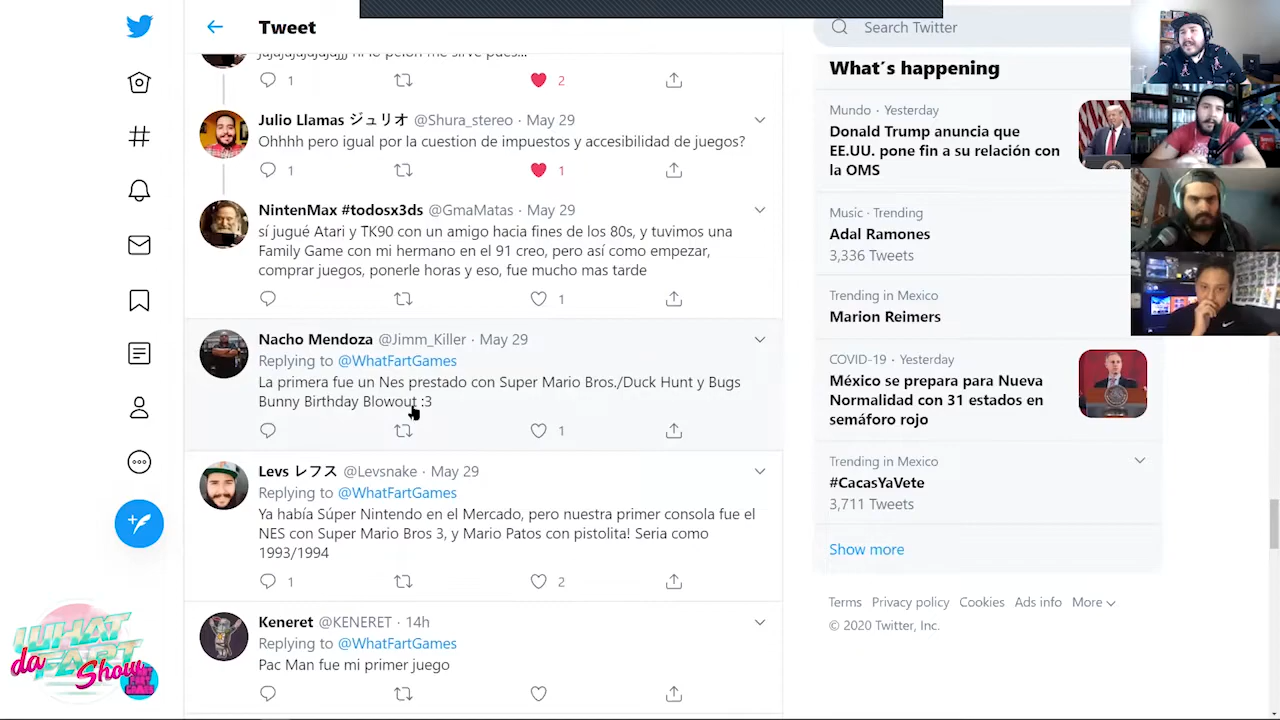 Tweet
Search Twitter
1
2
Julio Llamas ジュリオ @Shura_stereo · May 29
Ohhhh pero igual por la cuestion de impuestos y accesibilidad de juegos?
1
1
NintenMax #todosx3ds @GmaMatas · May 29
sí jugué Atari y TK90 con un amigo hacia fines de los 80s, y tuvimos una
Family Game con mi hermano en el 91 creo, pero así como empezar,
comprar juegos, ponerle horas y eso, fue mucho mas tarde
1
Nacho Mendoza @Jimm_Killer · May 29
Replying to @WhatFartGames
La primera fue un Nes prestado con Super Mario Bros./Duck Hunt y Bugs
Bunny Birthday Blowout :3
1
Levs レフス @Levsnake · May 29
Replying to @WhatFartGames
Ya había Súper Nintendo en el Mercado, pero nuestra primer consola fue el
NES con Super Mario Bros 3, y Mario Patos con pistolita! Seria como
1993/1994
1
2
Keneret @KENERET · 14h
Replying to @WhatFartGames
Pac Man fue mi primer juego
What's happening
Mundo · Yesterday
Donald Trump anuncia que
EE.UU. pone fin a su relación con
la OMS
Music · Trending
Adal Ramones
3,336 Tweets
Trending in Mexico
Marion Reimers
COVID-19 · Yesterday
México se prepara para Nueva
Normalidad con 31 estados en
semáforo rojo
Trending in Mexico
#CacasYaVete
3,711 Tweets
Show more
Terms Privacy policy Cookies Ads info More
© 2020 Twitter, Inc.
WHAT
da FART
Show